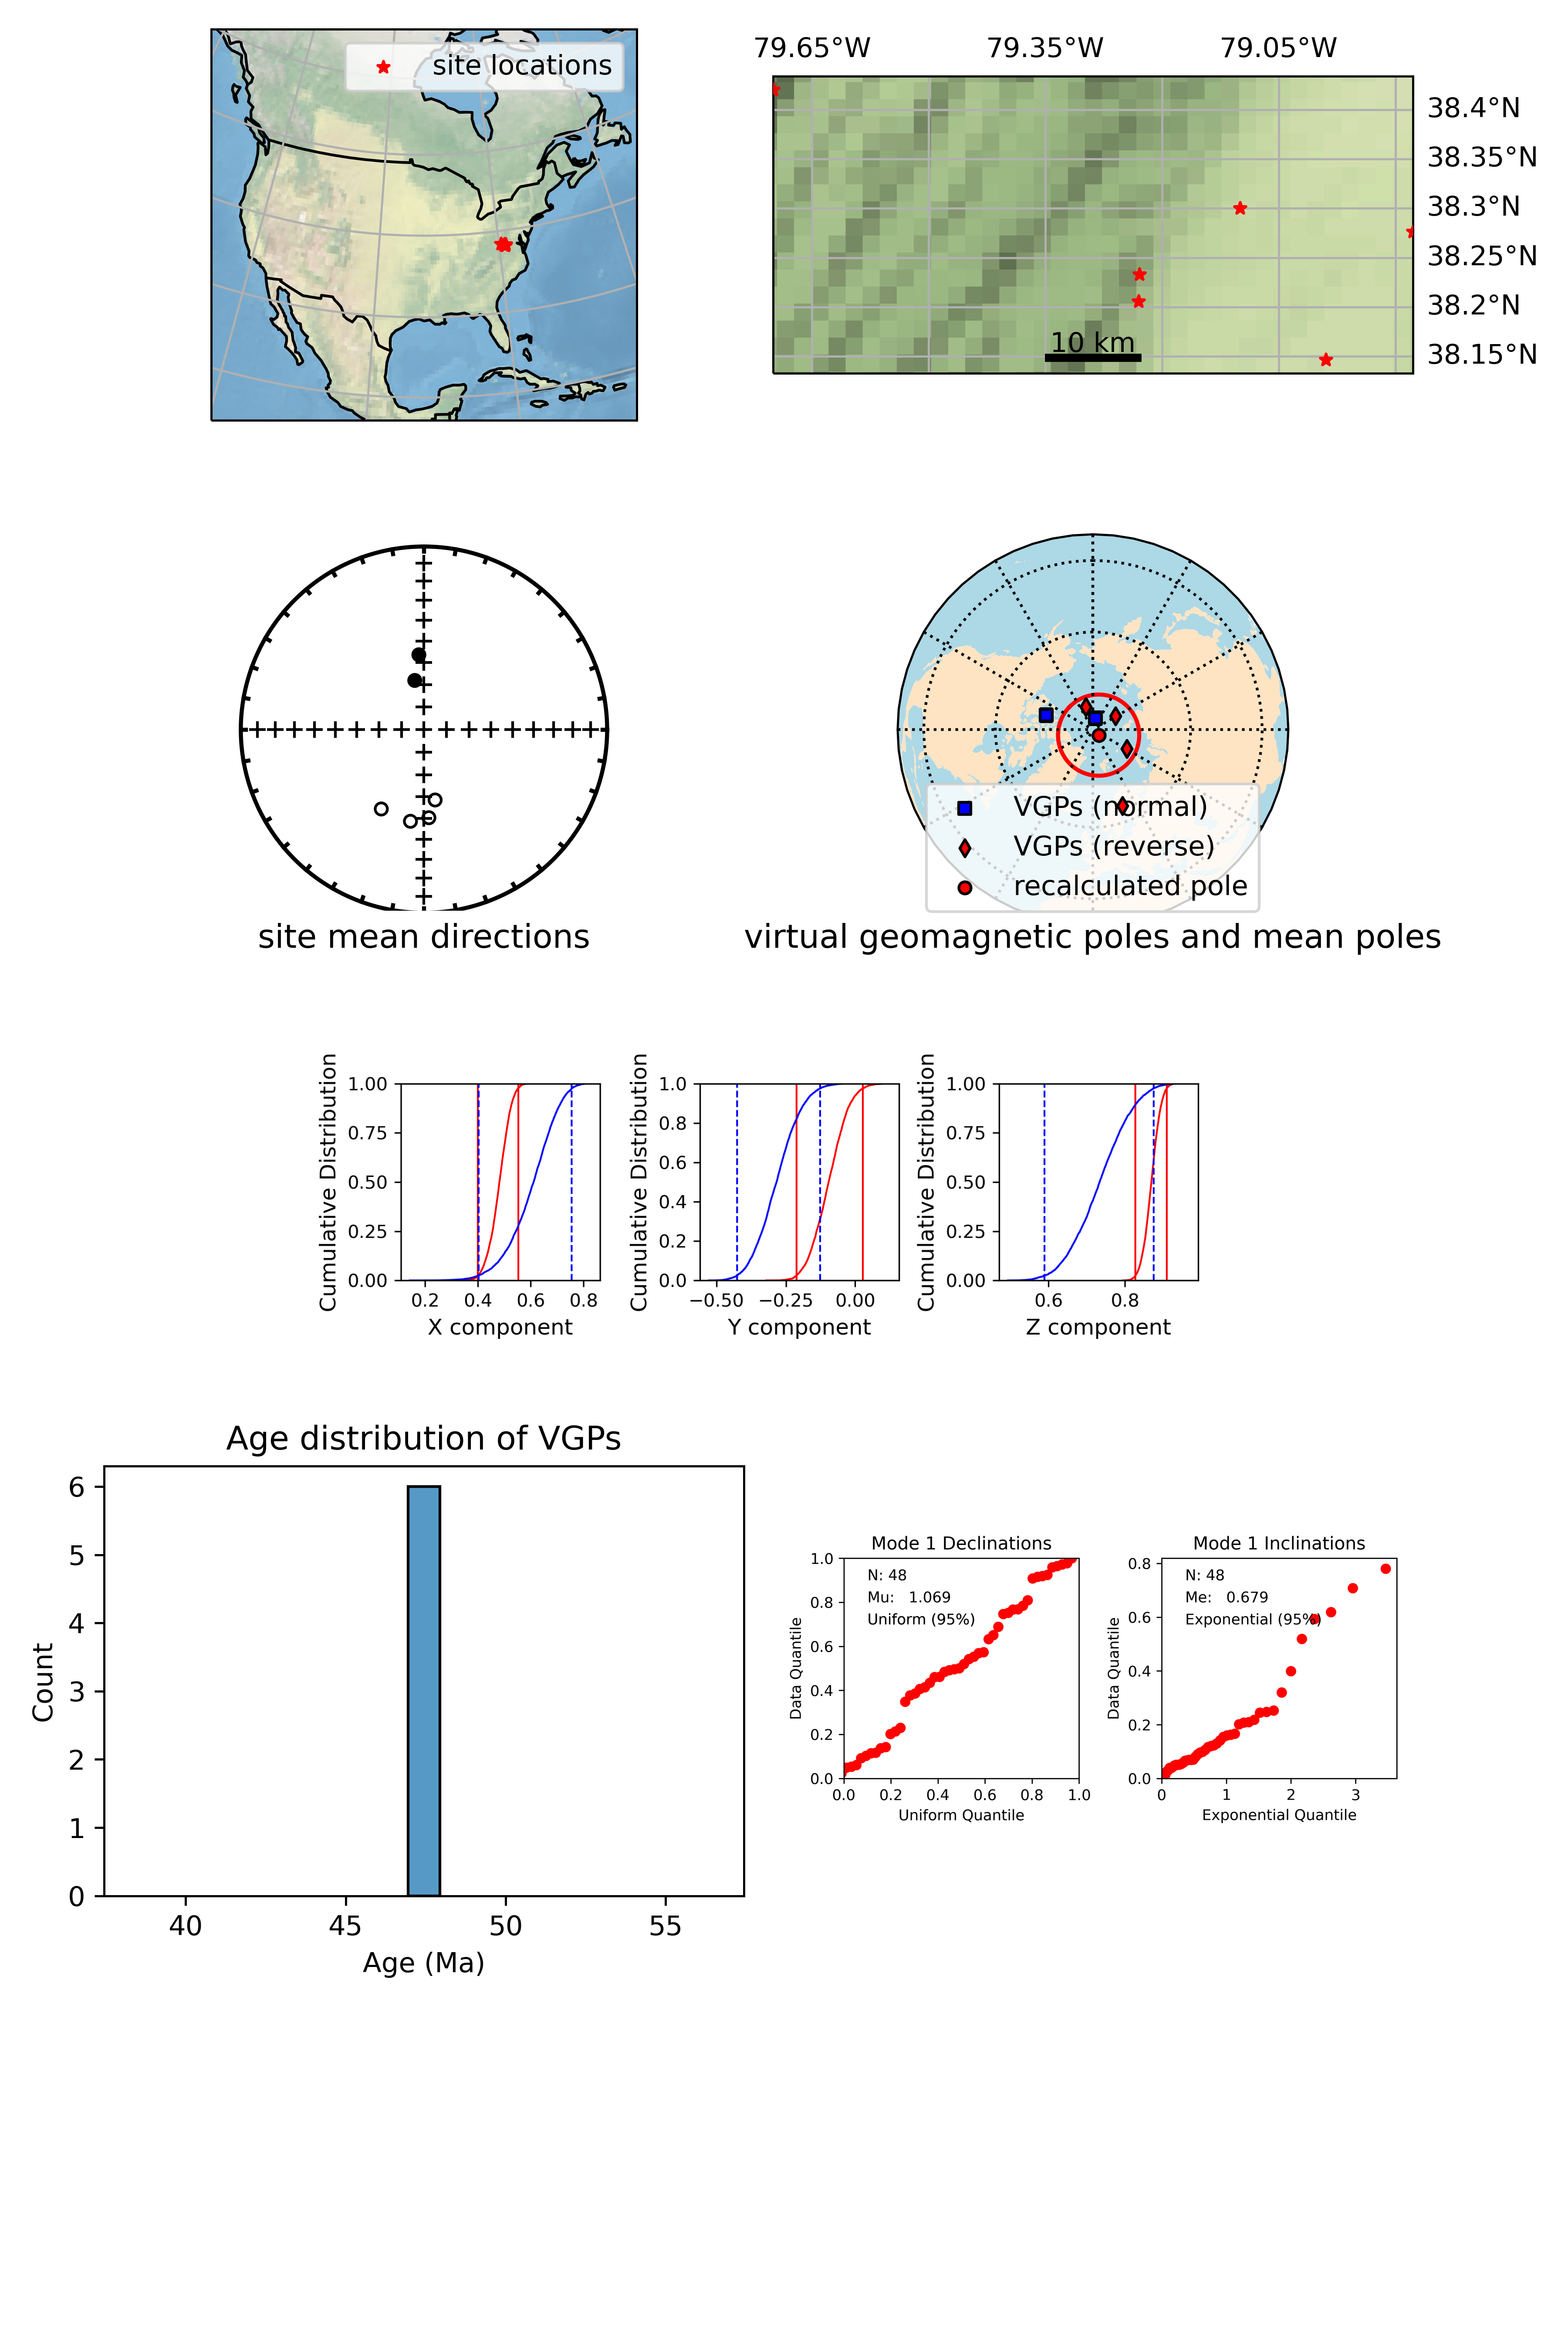 site locations
79.65°W 79.35°W 79.05°W
38.4°N
38.35°N
38.3°N
38.25°N
38.2°N
38.15°N
10 km
VGPs (normal)
VGPs (reverse)
recalculated pole
site mean directions
virtual geomagnetic poles and mean poles
Cumulative Distribution
1.00
0.75
0.50
0.25
0.00
0.2 0.4 0.6 0.8
X component
Cumulative Distribution
1.0
0.8
0.6
0.4
0.2
0.0
−0.50 −0.25 0.00
Y component
Cumulative Distribution
1.00
0.75
0.50
0.25
0.00
0.6 0.8
Z component
Age distribution of VGPs
Count
6
5
4
3
2
1
0
40 45 50 55
Age (Ma)
Mode 1 Declinations
N: 48
Mu: 1.069
Uniform (95%)
Data Quantile
1.0
0.8
0.6
0.4
0.2
0.0
0.0 0.2 0.4 0.6 0.8 1.0
Uniform Quantile
Mode 1 Inclinations
N: 48
Me: 0.679
Exponential (95%)
Data Quantile
0.8
0.6
0.4
0.2
0.0
0 1 2 3
Exponential Quantile